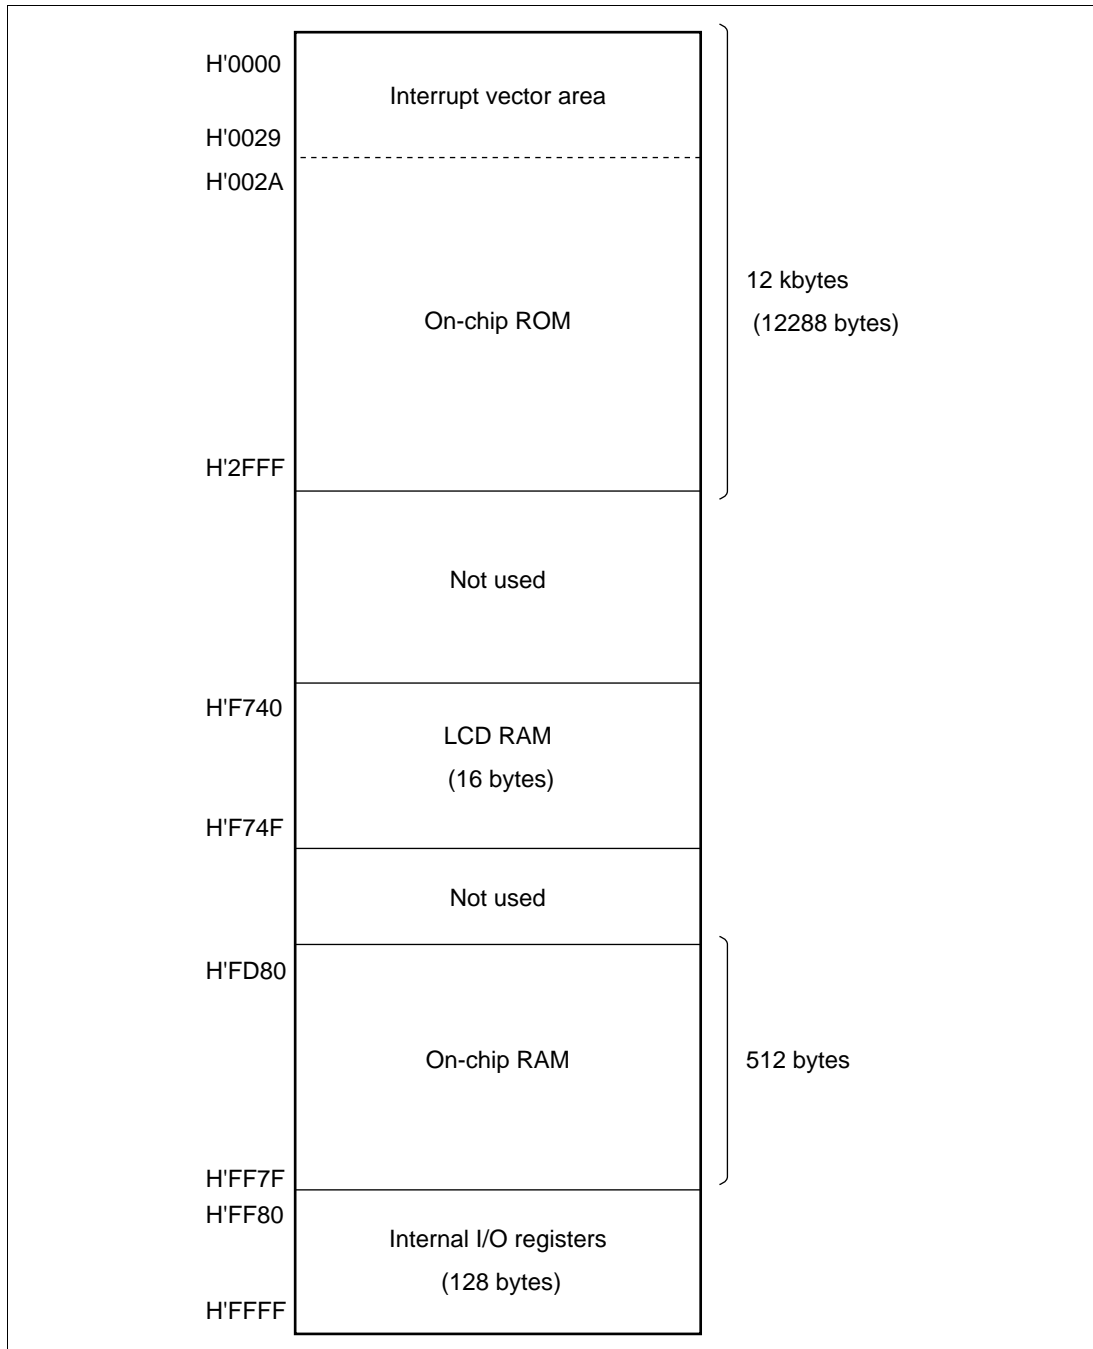 H'0000
Interrupt vector area
H'0029
H'002A
12 kbytes
(12288 bytes)
On-chip ROM
H'2FFF
Not used
H'F740
LCD RAM
(16 bytes)
H'F74F
Not used
H'FD80
On-chip RAM
512 bytes
H'FF7F
H'FF80
Internal I/O registers
(128 bytes)
H'FFFF